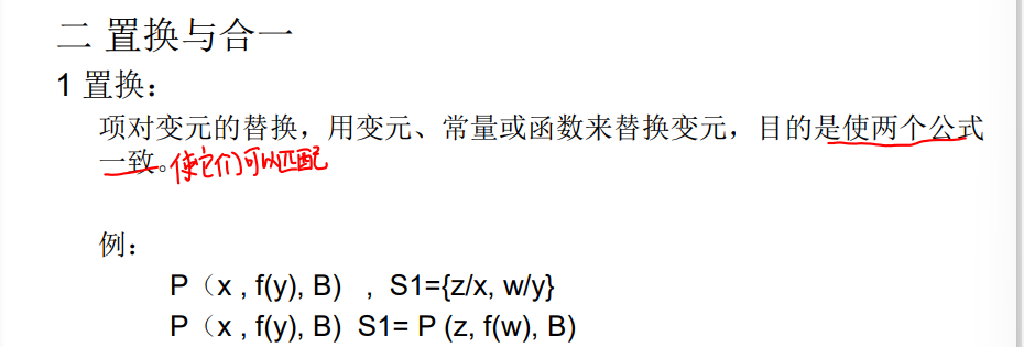 二 置换与合一
1 置换：
项对变元的替换，用变元、常量或函数来替换变元，目的是使两个公式
一致。使它们可以匹配
例：
P（x , f(y), B) ，S1={z/x, w/y}
P（x , f(y), B) S1= P (z, f(w), B)